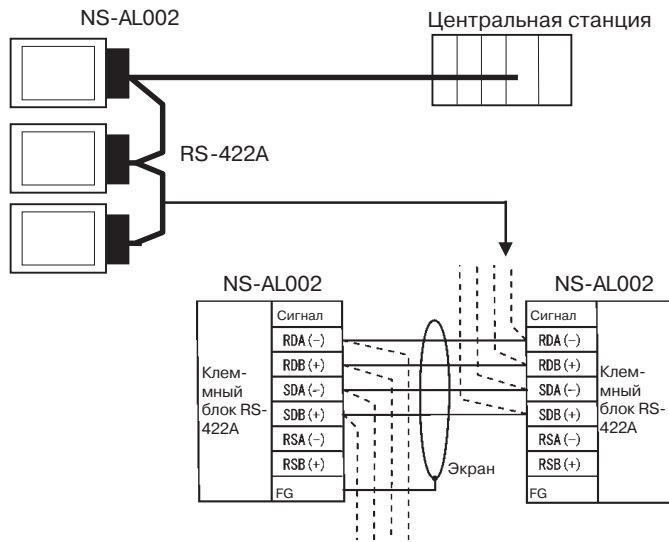 NS-AL002
Центральная станция
RS-422A
NS-AL002
Клем-
мный
блок RS-
422A
Сигнал
RDA (−)
RDB (+)
SDA (−)
SDB (+)
RSA (−)
RSB (+)
FG
Экран
NS-AL002
Сигнал
RDA (−)
RDB (+)
SDA (−)
SDB (+)
RSA (−)
RSB (+)
FG
Клем-
мный
блок RS-
422A